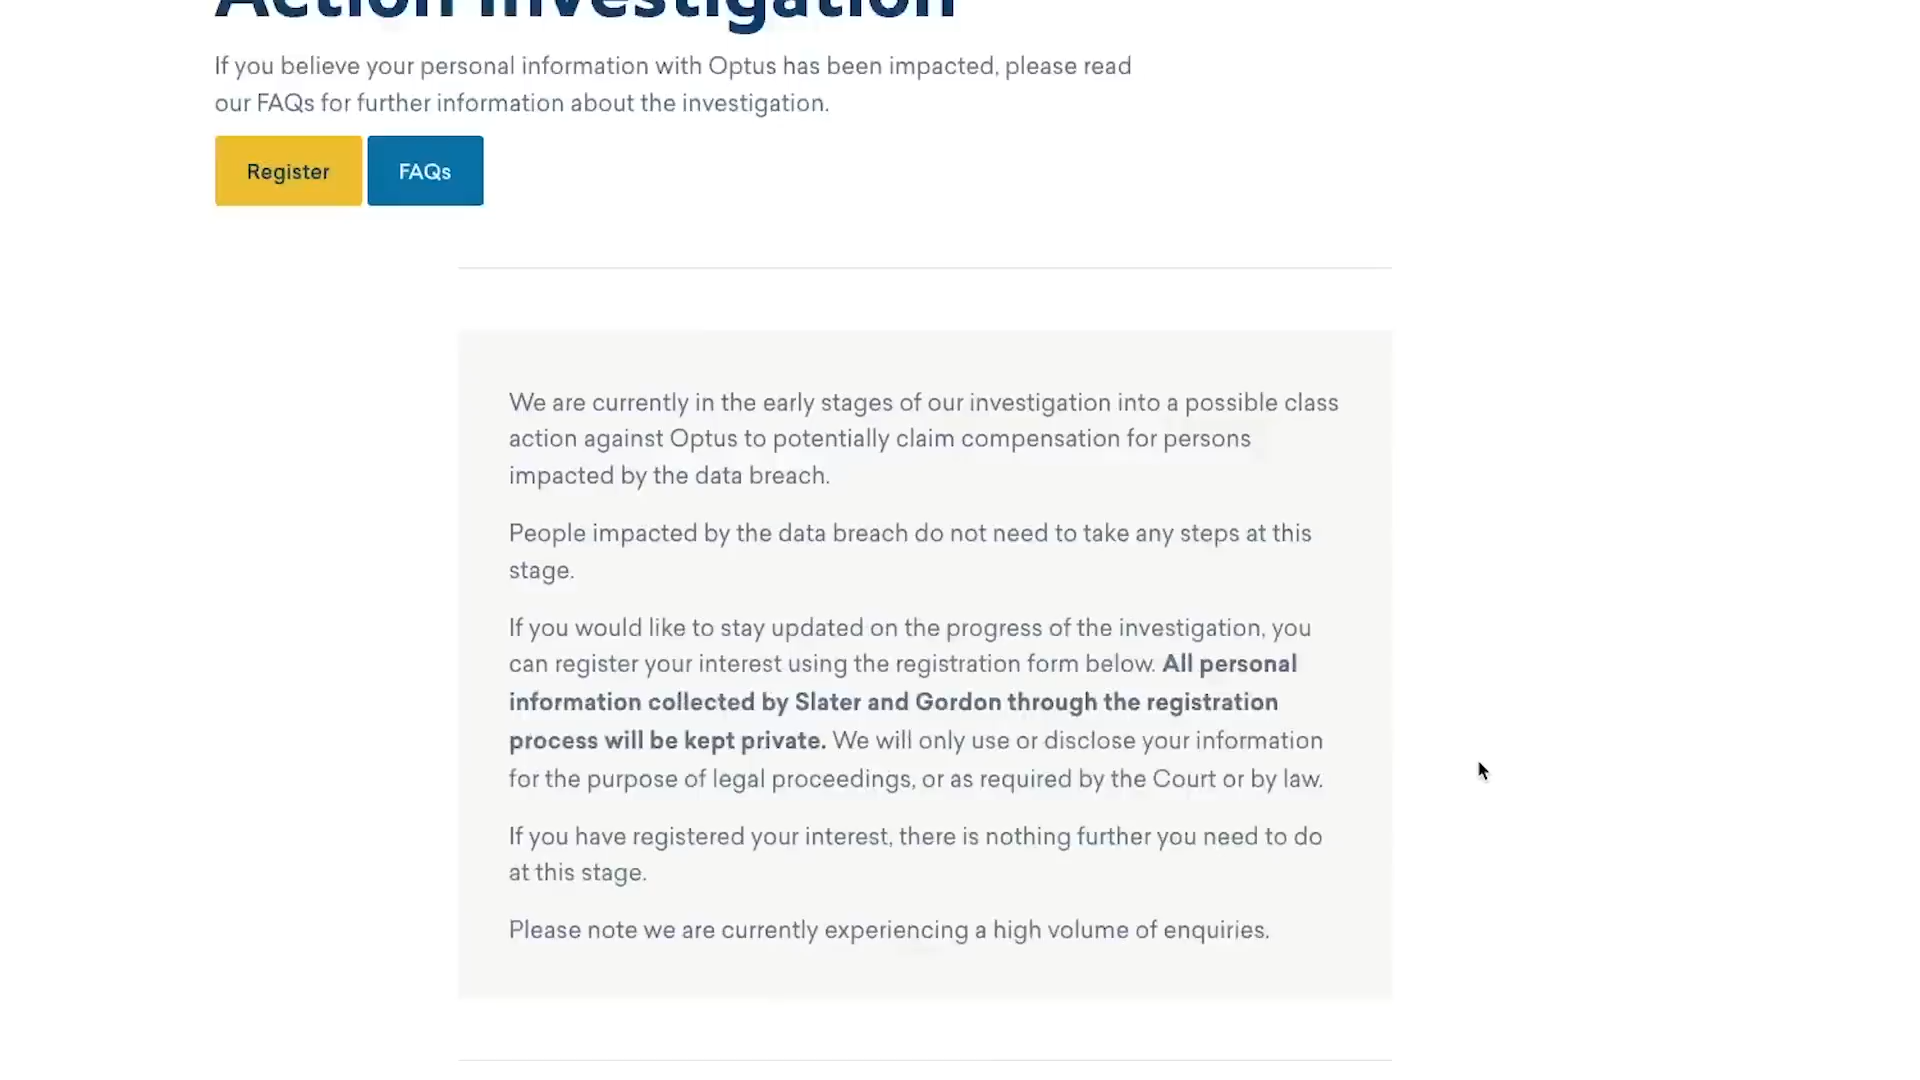 Action Investigation
If you believe your personal information with Optus has been impacted, please read
our FAQs for further information about the investigation.
Register FAQs
We are currently in the early stages of our investigation into a possible class
action against Optus to potentially claim compensation for persons
impacted by the data breach.
People impacted by the data breach do not need to take any steps at this
stage.
If you would like to stay updated on the progress of the investigation, you
can register your interest using the registration form below. All personal
information collected by Slater and Gordon through the registration
process will be kept private. We will only use or disclose your information
for the purpose of legal proceedings, or as required by the Court or by law.
If you have registered your interest, there is nothing further you need to do
at this stage.
Please note we are currently experiencing a high volume of enquiries.